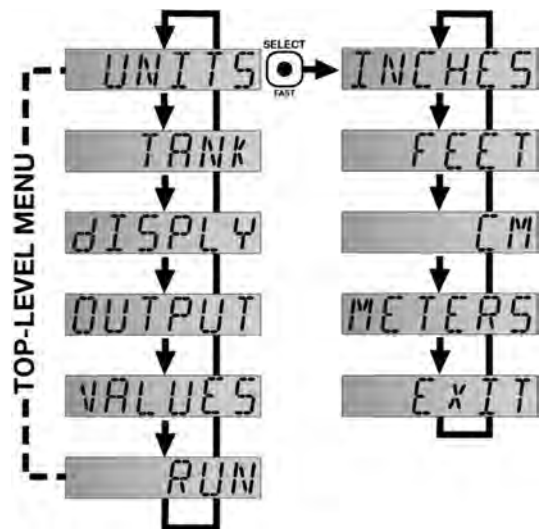 TOP-LEVEL MENU
UNITS
TANK
dISPLY
OUTPUT
VALUES
RUN
SELECT
FAST
INCHES
FEET
CM
METERS
ExIT